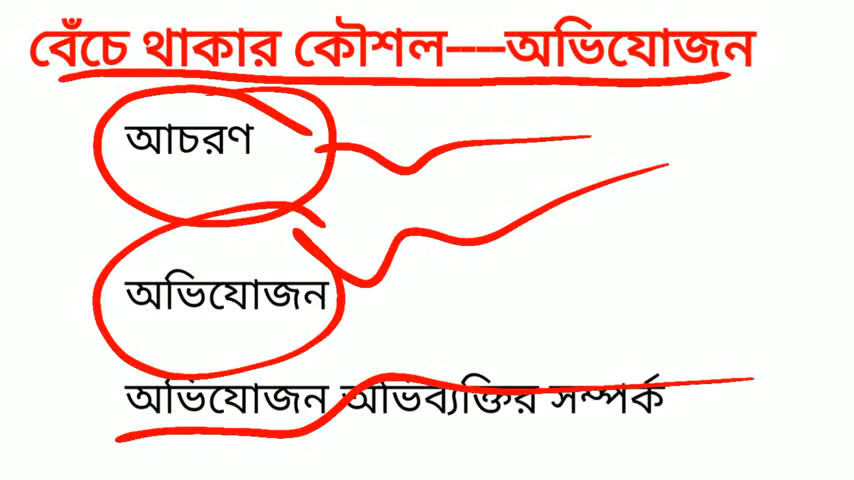 বেঁচে থাকার কৌশল----অভিযোজন
আচরণ
অভিযোজন
অভিযোজন অভিব্যক্তির সম্পর্ক